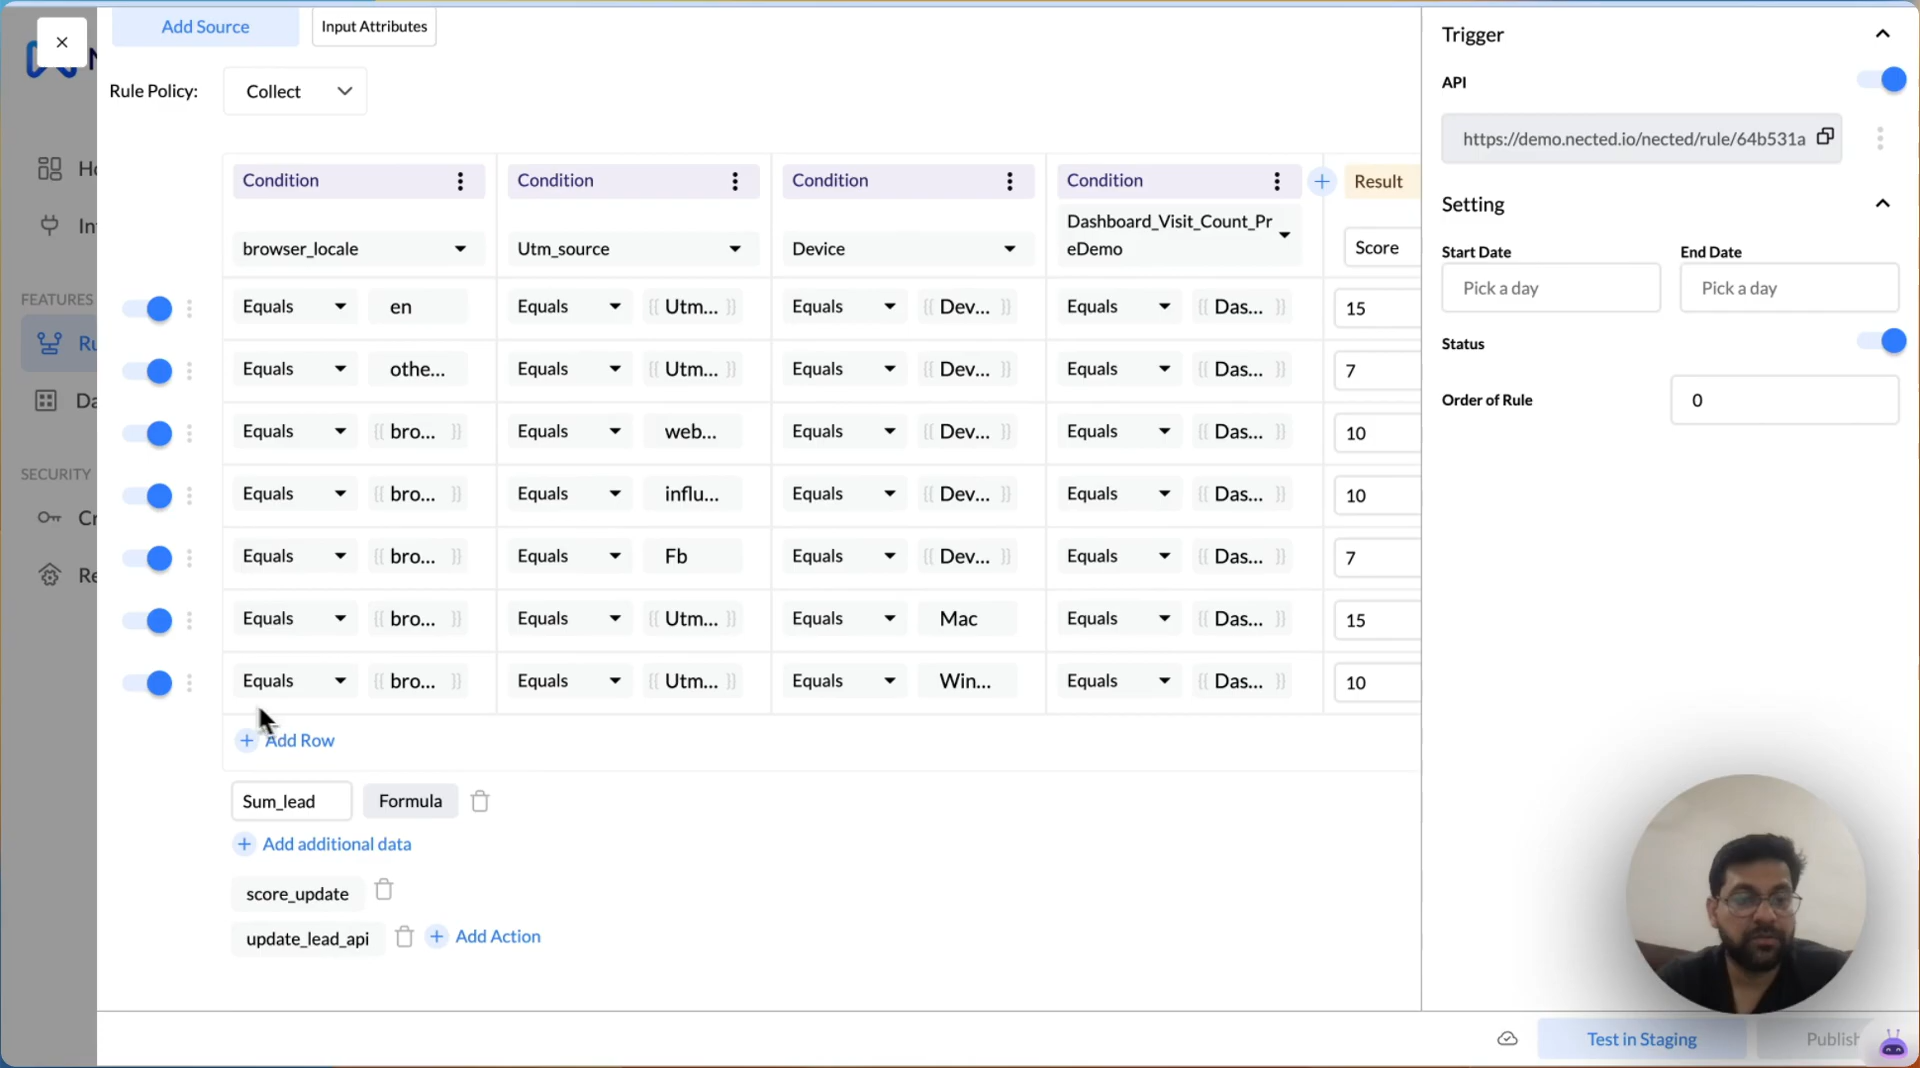 Add Source
Input Attributes
Rule Policy:
Collect
Condition
Condition
Condition
Condition
Result
browser_locale
Utm_source
Device
Dashboard_Visit_Count_Pr
eDemo
Score
Equals en Equals {{ Utm... }} Equals {{ Dev... }} Equals {{ Das... }} 15
Equals othe... Equals {{ Utm... }} Equals {{ Dev... }} Equals {{ Das... }} 7
Equals {{ bro... }} Equals web... Equals {{ Dev... }} Equals {{ Das... }} 10
Equals {{ bro... }} Equals influ... Equals {{ Dev... }} Equals {{ Das... }} 10
Equals {{ bro... }} Equals Fb Equals {{ Dev... }} Equals {{ Das... }} 7
Equals {{ bro... }} Equals {{ Utm... }} Equals Mac Equals {{ Das... }} 15
Equals {{ bro... }} Equals {{ Utm... }} Equals Win... Equals {{ Das... }} 10
+ Add Row
Sum_lead
Formula
+ Add additional data
score_update
update_lead_api
+ Add Action
Trigger
API
https://demo.nected.io/nected/rule/64b531a
Setting
Start Date
End Date
Pick a day
Pick a day
Status
Order of Rule
0
Test in Staging
Publish
FEATURES
Ru
Da
SECURITY
Cr
Re
Ho